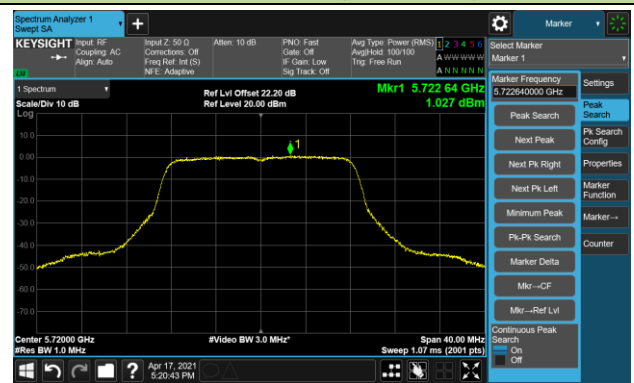 Spectrum Analyzer 1
Swept SA
Marker
KEYSIGHT
Input: RF
Coupling: AC
Align: Auto
Input Z: 50 Ω
Corrections: Off
Freq Ref: Int (S)
NFE: Adaptive
Atten: 10 dB
PNO: Fast
Gate: Off
IF Gain: Low
Sig Track: Off
Avg Type: Power (RMS)
Avg|Hold: 100/100
Trig: Free Run
1 2 3 4 5 6
A W W W W W
A N N N N N
LXI
Select Marker
Marker 1
1 Spectrum
Scale/Div 10 dB
Log
Ref Lvl Offset 22.20 dB
Ref Level 20.00 dBm
Mkr1 5.722 64 GHz
1.027 dBm
10.0
0.00
-10.0
-20.0
-30.0
-40.0
-50.0
-60.0
-70.0
1
Center 5.72000 GHz
#Res BW 1.0 MHz
#Video BW 3.0 MHz*
Span 40.00 MHz
Sweep 1.07 ms (2001 pts)
Marker Frequency
5.722640000 GHz
Peak Search
Next Peak
Next Pk Right
Next Pk Left
Minimum Peak
Pk-Pk Search
Marker Delta
Mkr→CF
Mkr→Ref Lvl
Continuous Peak
Search
On
Off
Settings
Peak
Search
Pk Search
Config
Properties
Marker
Function
Marker→
Counter
?
Apr 17, 2021
5:20:43 PM